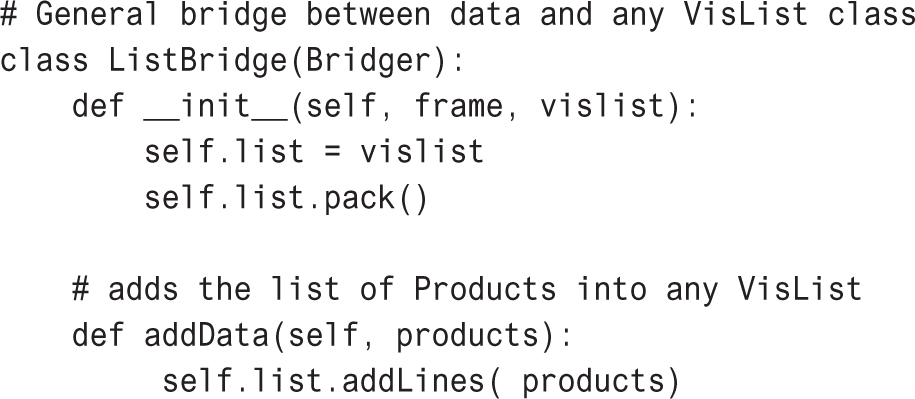 # General bridge between data and any VisList class
class ListBridge(Bridger):
    def __init__(self, frame, vislist):
        self.list = vislist
        self.list.pack()

    # adds the list of Products into any VisList
    def addData(self, products):
         self.list.addLines( products)